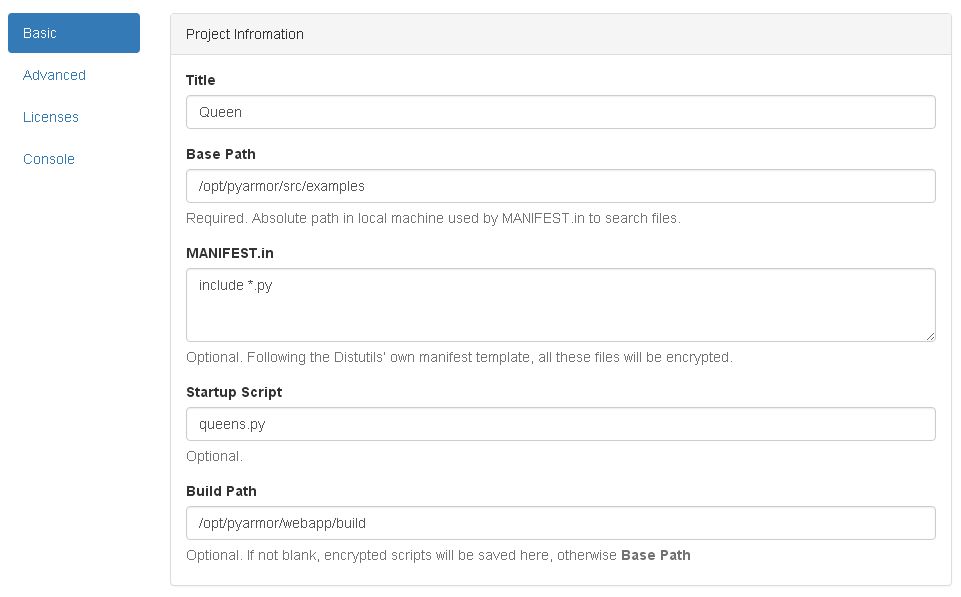 Basic
Advanced
Licenses
Console
Project Infromation
Title
Queen
Base Path
/opt/pyarmor/src/examples
Required. Absolute path in local machine used by MANIFEST.in to search files.
MANIFEST.in
include *.py
Optional. Following the Distutils' own manifest template, all these files will be encrypted.
Startup Script
queens.py
Optional.
Build Path
/opt/pyarmor/webapp/build
Optional. If not blank, encrypted scripts will be saved here, otherwise Base Path